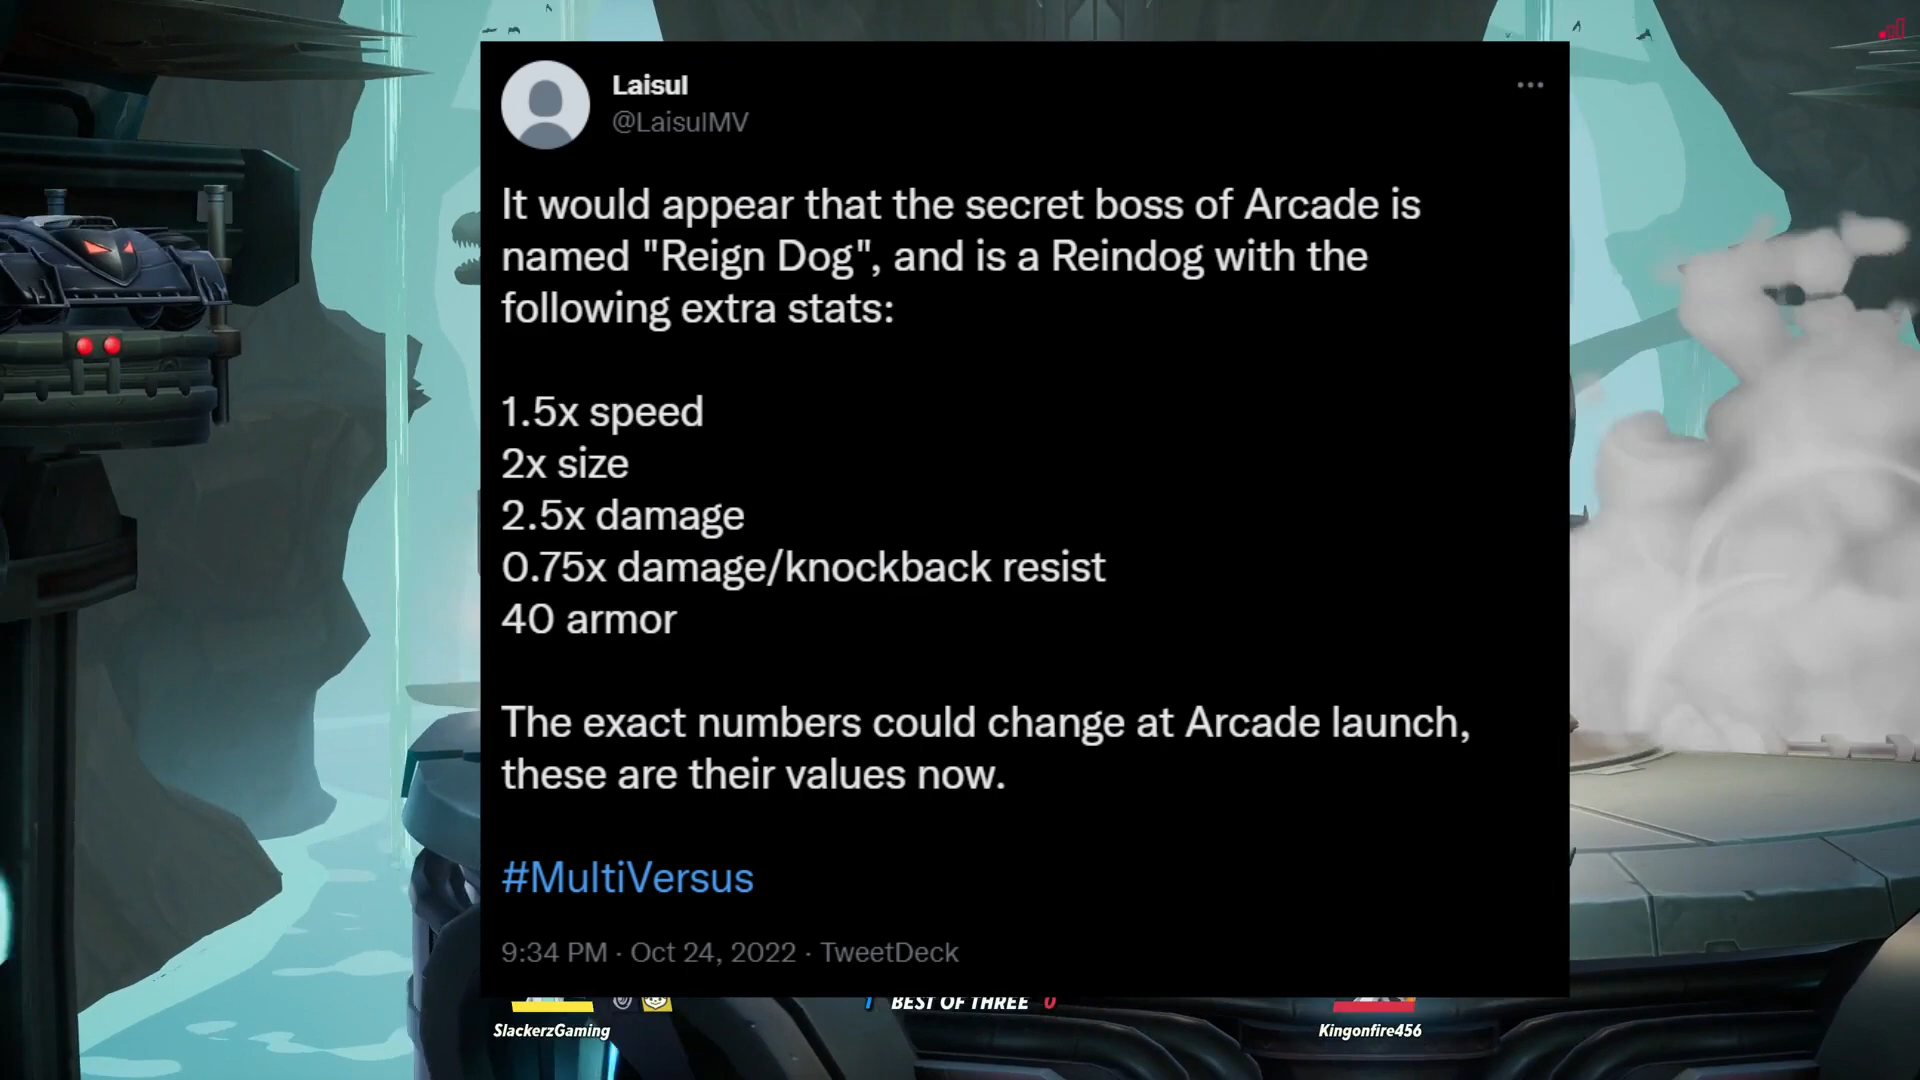 Laisul
@LaisulMV
It would appear that the secret boss of Arcade is
named "Reign Dog", and is a Reindog with the
following extra stats:
1.5x speed
2x size
2.5x damage
0.75x damage/knockback resist
40 armor
The exact numbers could change at Arcade launch,
these are their values now.
#MultiVersus
9:34 PM · Oct 24, 2022 · TweetDeck
1 BEST OF THREE 0
SlackerzGaming
Kingonfire456